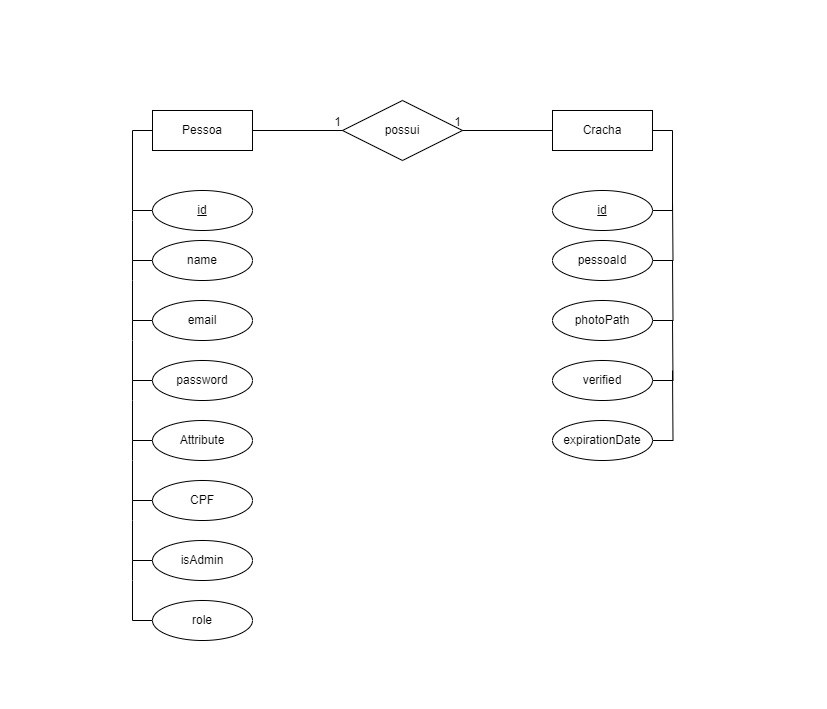 Pessoa
1
possui
1
Cracha
id
name
email
password
Attribute
CPF
isAdmin
role
id
pessoaId
photoPath
verified
expirationDate